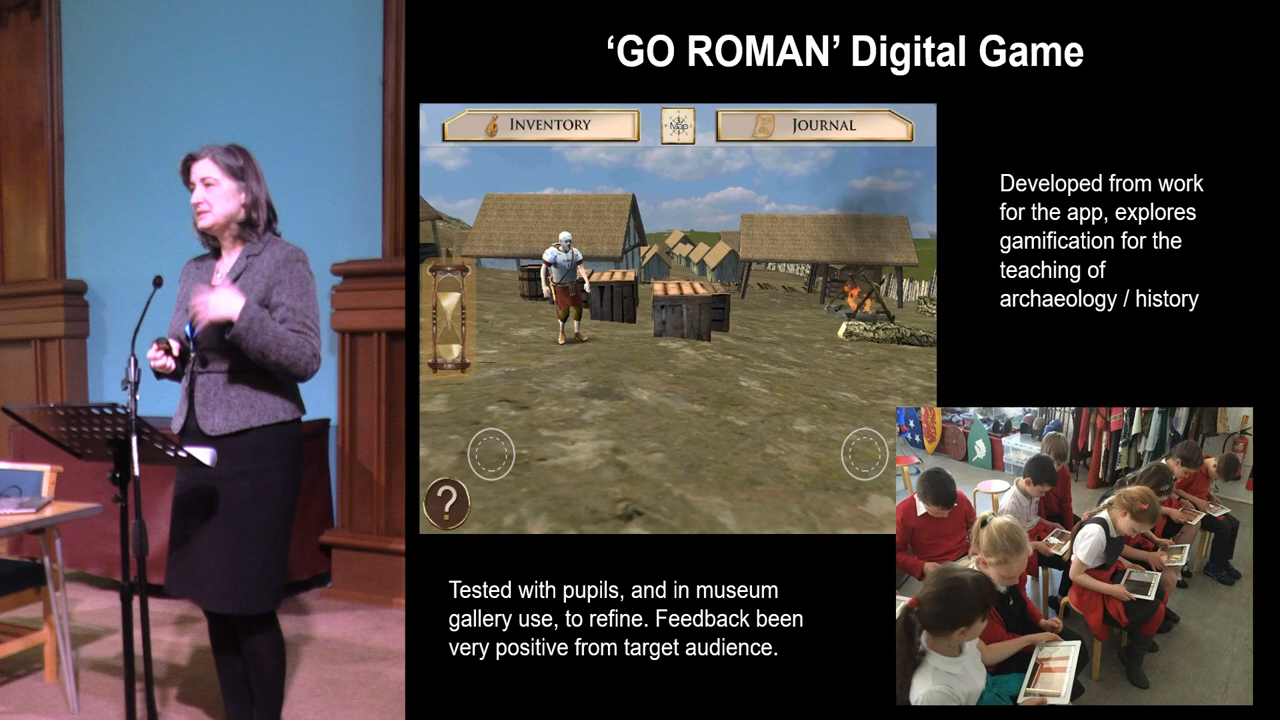 ‘GO ROMAN’ Digital Game
INVENTORY
Map
JOURNAL
Developed from work
for the app, explores
gamification for the
teaching of
archaeology / history
?
Tested with pupils, and in museum
gallery use, to refine. Feedback been
very positive from target audience.